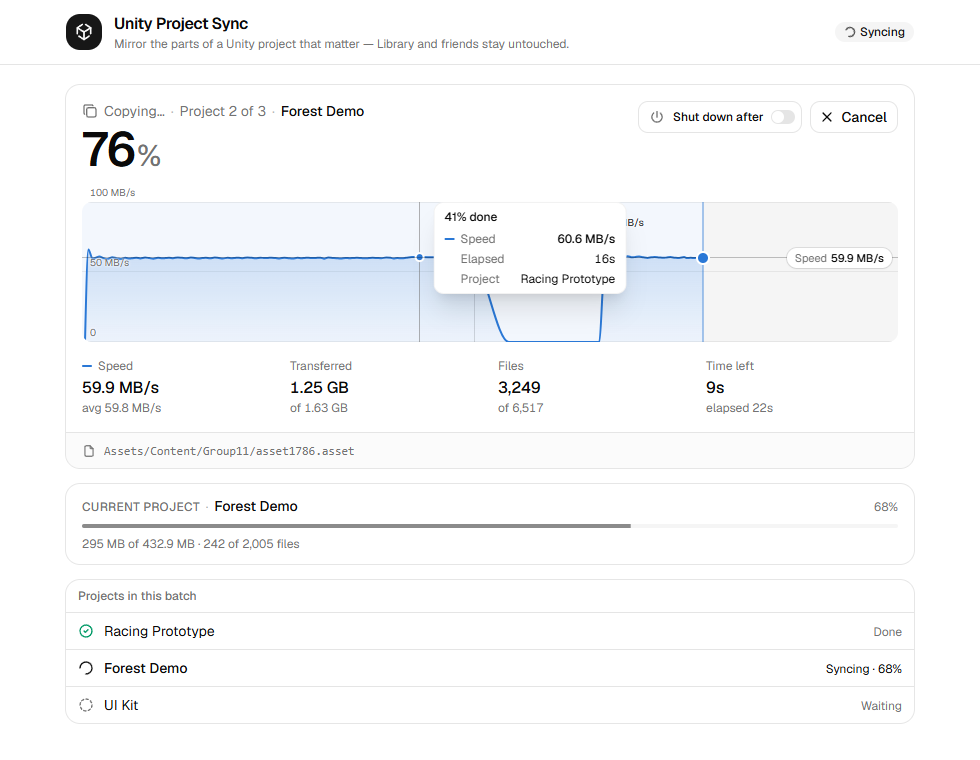 Unity Project Sync
Mirror the parts of a Unity project that matter — Library and friends stay untouched.
Syncing
Copying… · Project 2 of 3 · Forest Demo
Shut down after
Cancel
76%
100 MB/s
41% done
Speed 60.6 MB/s
Elapsed 16s
Project Racing Prototype
B/s
50 MB/s
Speed 59.9 MB/s
0
Speed
59.9 MB/s
avg 59.8 MB/s
Transferred
1.25 GB
of 1.63 GB
Files
3,249
of 6,517
Time left
9s
elapsed 22s
Assets/Content/Group11/asset1786.asset
CURRENT PROJECT · Forest Demo
68%
295 MB of 432.9 MB · 242 of 2,005 files
Projects in this batch
Racing Prototype
Done
Forest Demo
Syncing · 68%
UI Kit
Waiting